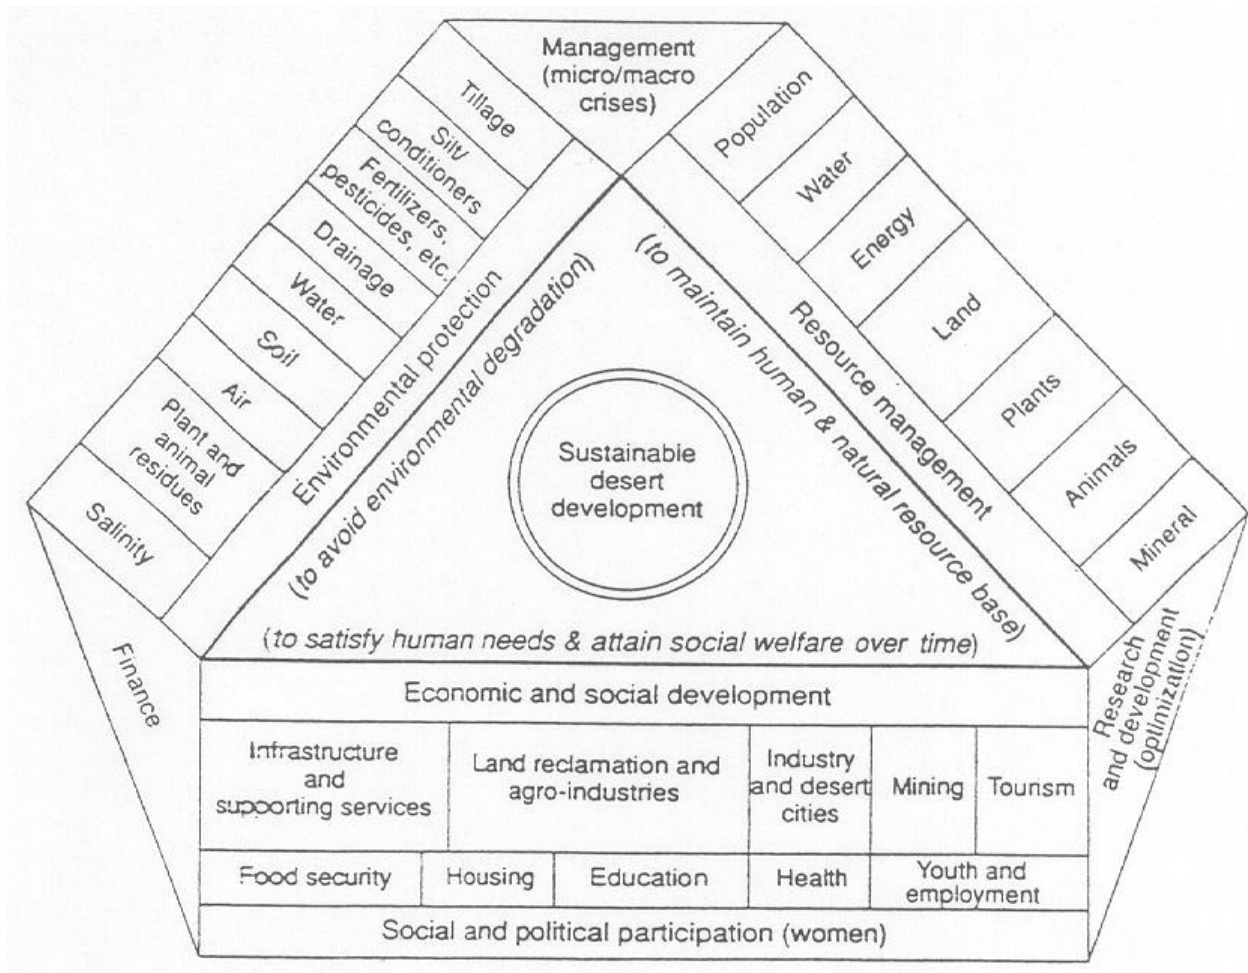 Management
(micro/macro
crises)
Tillage
Silt/
conditioners
Fertilizers,
pesticides, etc.
Drainage
Water
Soil
Air
Plant and
animal
residues
Salinity
Environmental protection
(to avoid environmental degradation)
Population
Water
Energy
Land
Plants
Animals
Mineral
Resource management
(to maintain human & natural resource base)
Sustainable
desert
development
(to satisfy human needs & attain social welfare over time)
Finance
Research
and development
(optimization)
Economic and social development
Infrastructure
and
supporting services
Land reclamation and
agro-industries
Industry
and desert
cities
Mining
Tourism
Food security
Housing
Education
Health
Youth and
employment
Social and political participation (women)